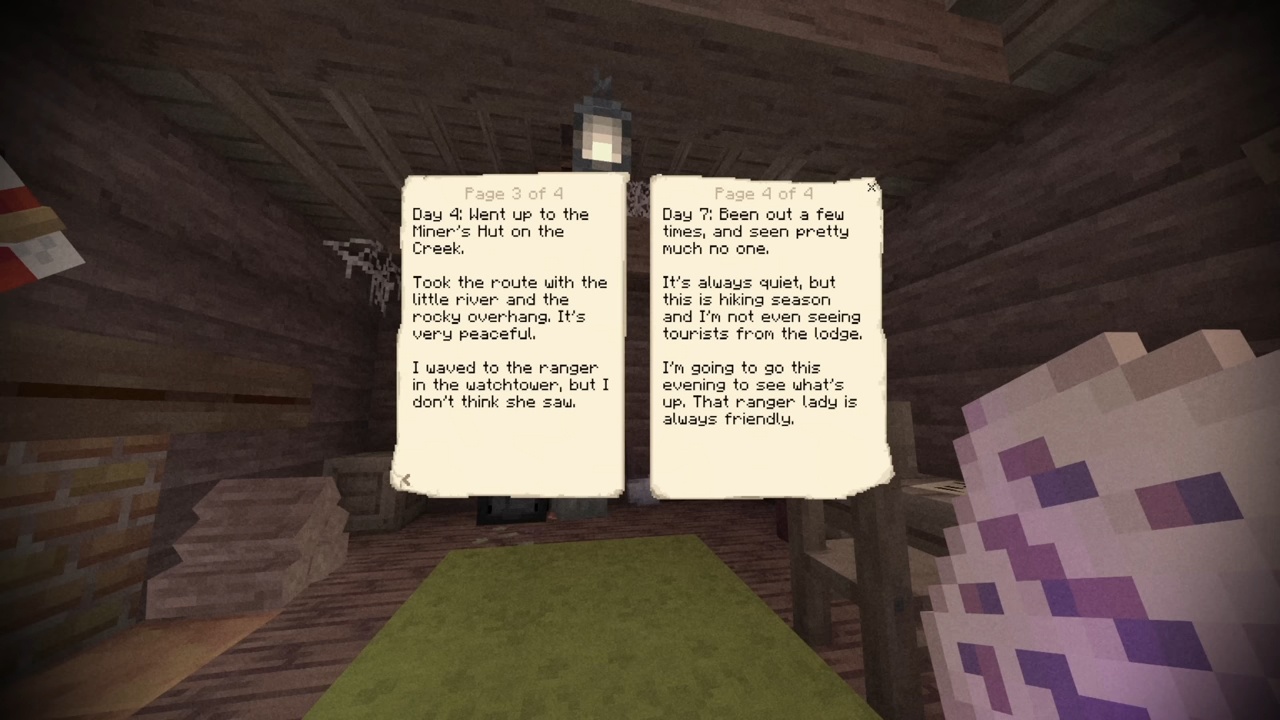 Page 3 of 4
Day 4: Went up to the
Miner's Hut on the
Creek.
Took the route with the
little river and the
rocky overhang. It's
very peaceful.
I waved to the ranger
in the watchtower, but I
don't think she saw.
Page 4 of 4
Day 7: Been out a few
times, and seen pretty
much no one.
It's always quiet, but
this is hiking season
and I'm not even seeing
tourists from the lodge.
I'm going to go this
evening to see what's
up. That ranger lady is
always friendly.